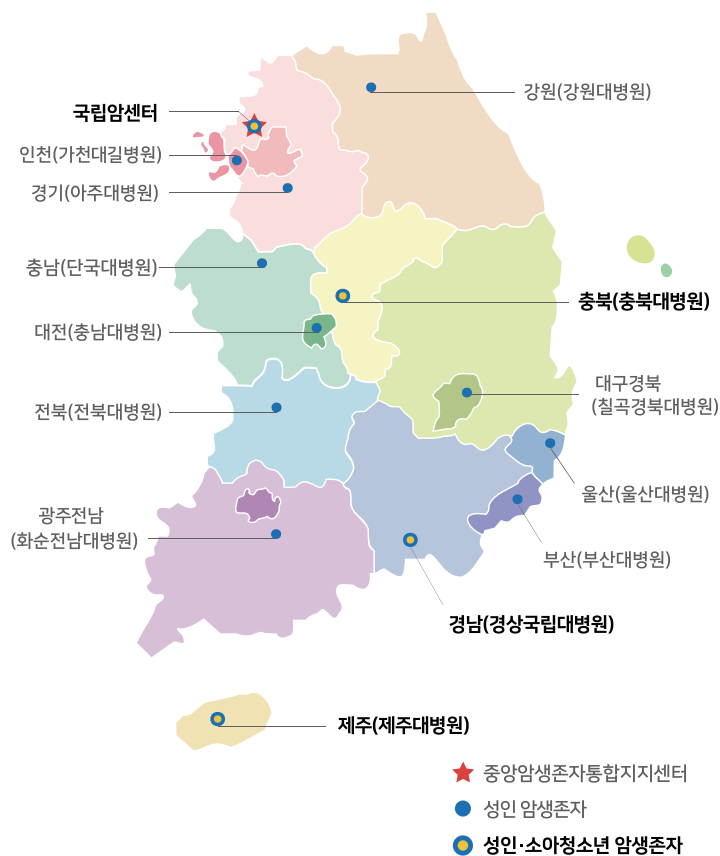 강원(강원대병원)
국립암센터
인천(가천대길병원)
경기(아주대병원)
충남(단국대병원)
충북(충북대병원)
대전(충남대병원)
대구경북
(칠곡경북대병원)
전북(전북대병원)
울산(울산대병원)
광주전남
(화순전남대병원)
부산(부산대병원)
경남(경상국립대병원)
제주(제주대병원)
중앙암생존자통합지지센터
성인 암생존자
성인·소아청소년 암생존자